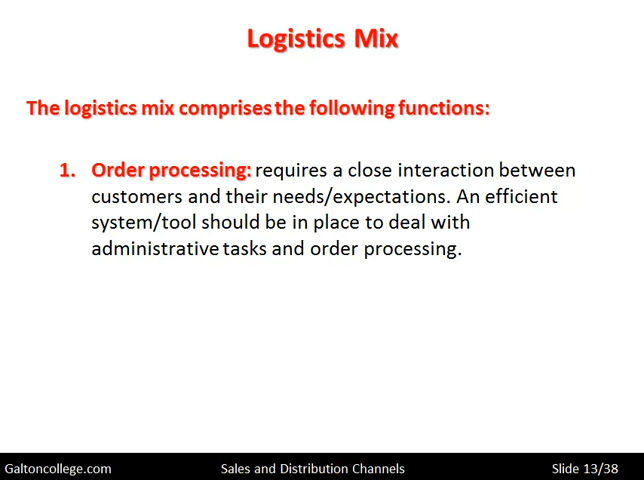 Logistics Mix
The logistics mix comprises the following functions:
1. Order processing: requires a close interaction between
customers and their needs/expectations. An efficient
system/tool should be in place to deal with
administrative tasks and order processing.
Galtoncollege.com Sales and Distribution Channels Slide 13/38